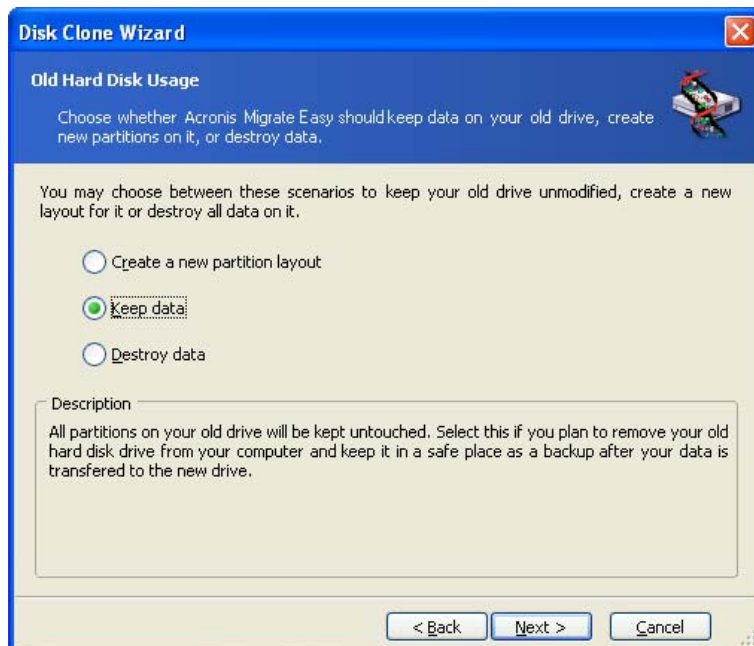 Disk Clone Wizard
Old Hard Disk Usage
Choose whether Acronis Migrate Easy should keep data on your old drive, create
new partitions on it, or destroy data.
You may choose between these scenarios to keep your old drive unmodified, create a new
layout for it or destroy all data on it.
Create a new partition layout
Keep data
Destroy data
Description
All partitions on your old drive will be kept untouched. Select this if you plan to remove your old
hard disk drive from your computer and keep it in a safe place as a backup after your data is
transfered to the new drive.
< Back Next > Cancel